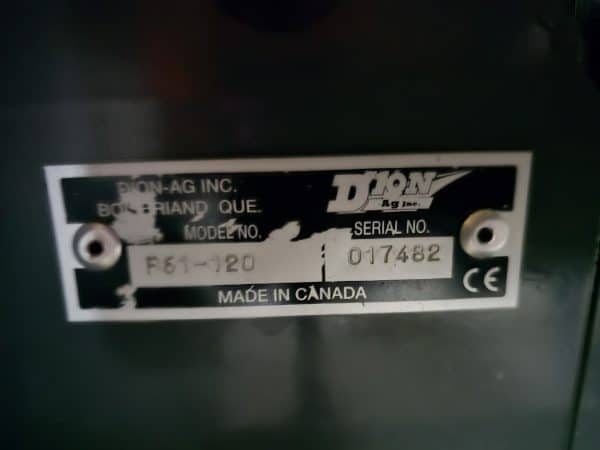 DION-AG INC.
QUE.
DION
Ag Inc.
MODEL NO.
SERIAL NO.
F61-120
017482
MADE IN CANADA
CE